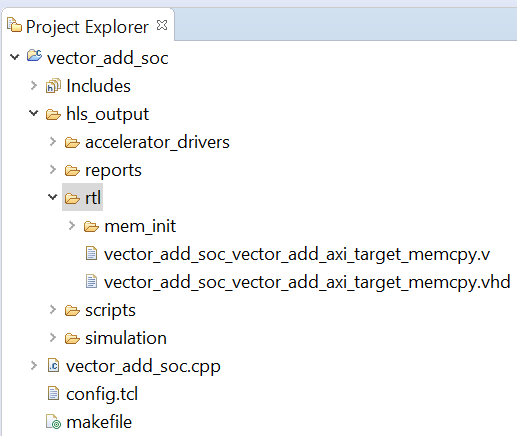 Project Explorer
vector_add_soc
Includes
hls_output
accelerator_drivers
reports
rtl
mem_init
vector_add_soc_vector_add_axi_target_memcpy.v
vector_add_soc_vector_add_axi_target_memcpy.vhd
scripts
simulation
vector_add_soc.cpp
config.tcl
makefile